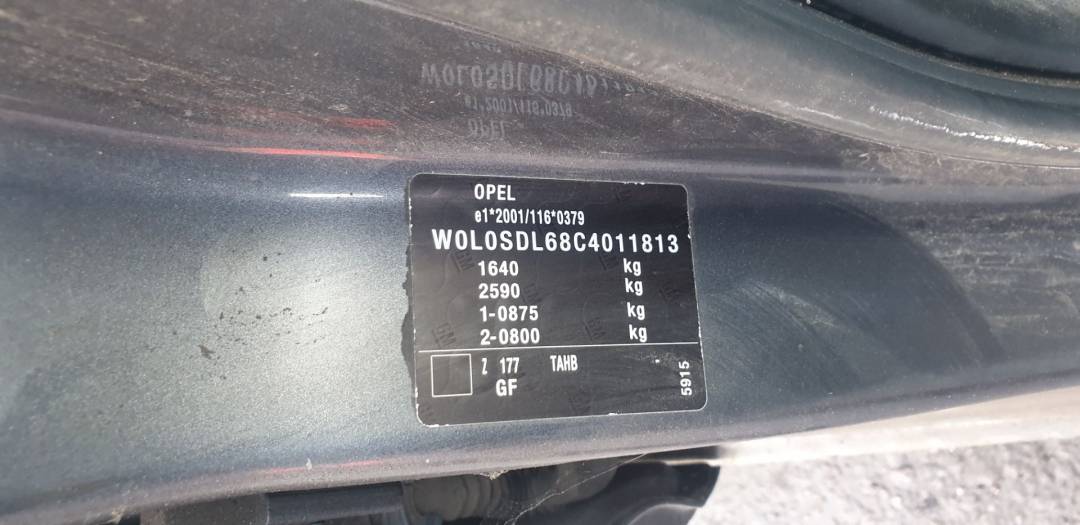 OPEL
e1*2001/116*0379
W0L0SDL68C4011813
1640 kg
2590 kg
1-0875 kg
2-0800 kg
Z 177 TAHB
GF
5915